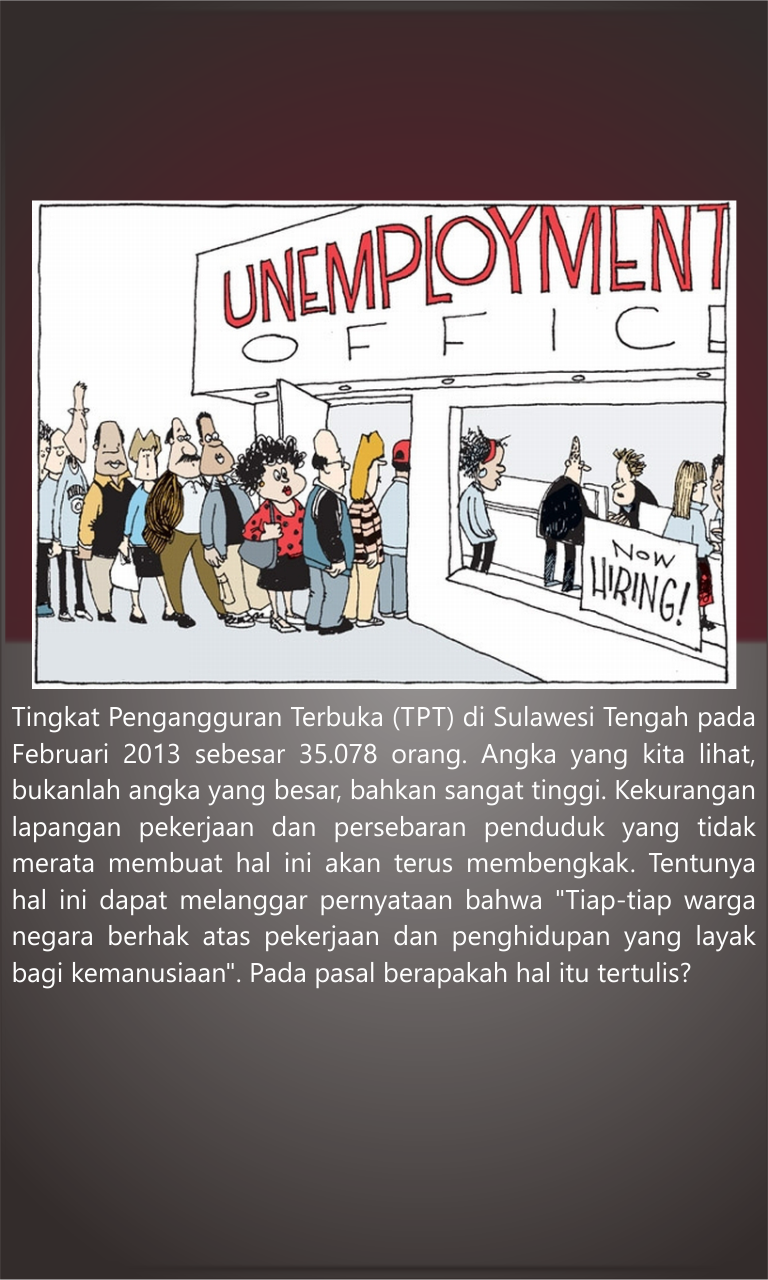 UNEMPLOYMENT
OFFICE
NOW
HIRING!
Tingkat Pengangguran Terbuka (TPT) di Sulawesi Tengah pada
Februari 2013 sebesar 35.078 orang. Angka yang kita lihat,
bukanlah angka yang besar, bahkan sangat tinggi. Kekurangan
lapangan pekerjaan dan persebaran penduduk yang tidak
merata membuat hal ini akan terus membengkak. Tentunya
hal ini dapat melanggar pernyataan bahwa "Tiap-tiap warga
negara berhak atas pekerjaan dan penghidupan yang layak
bagi kemanusiaan". Pada pasal berapakah hal itu tertulis?